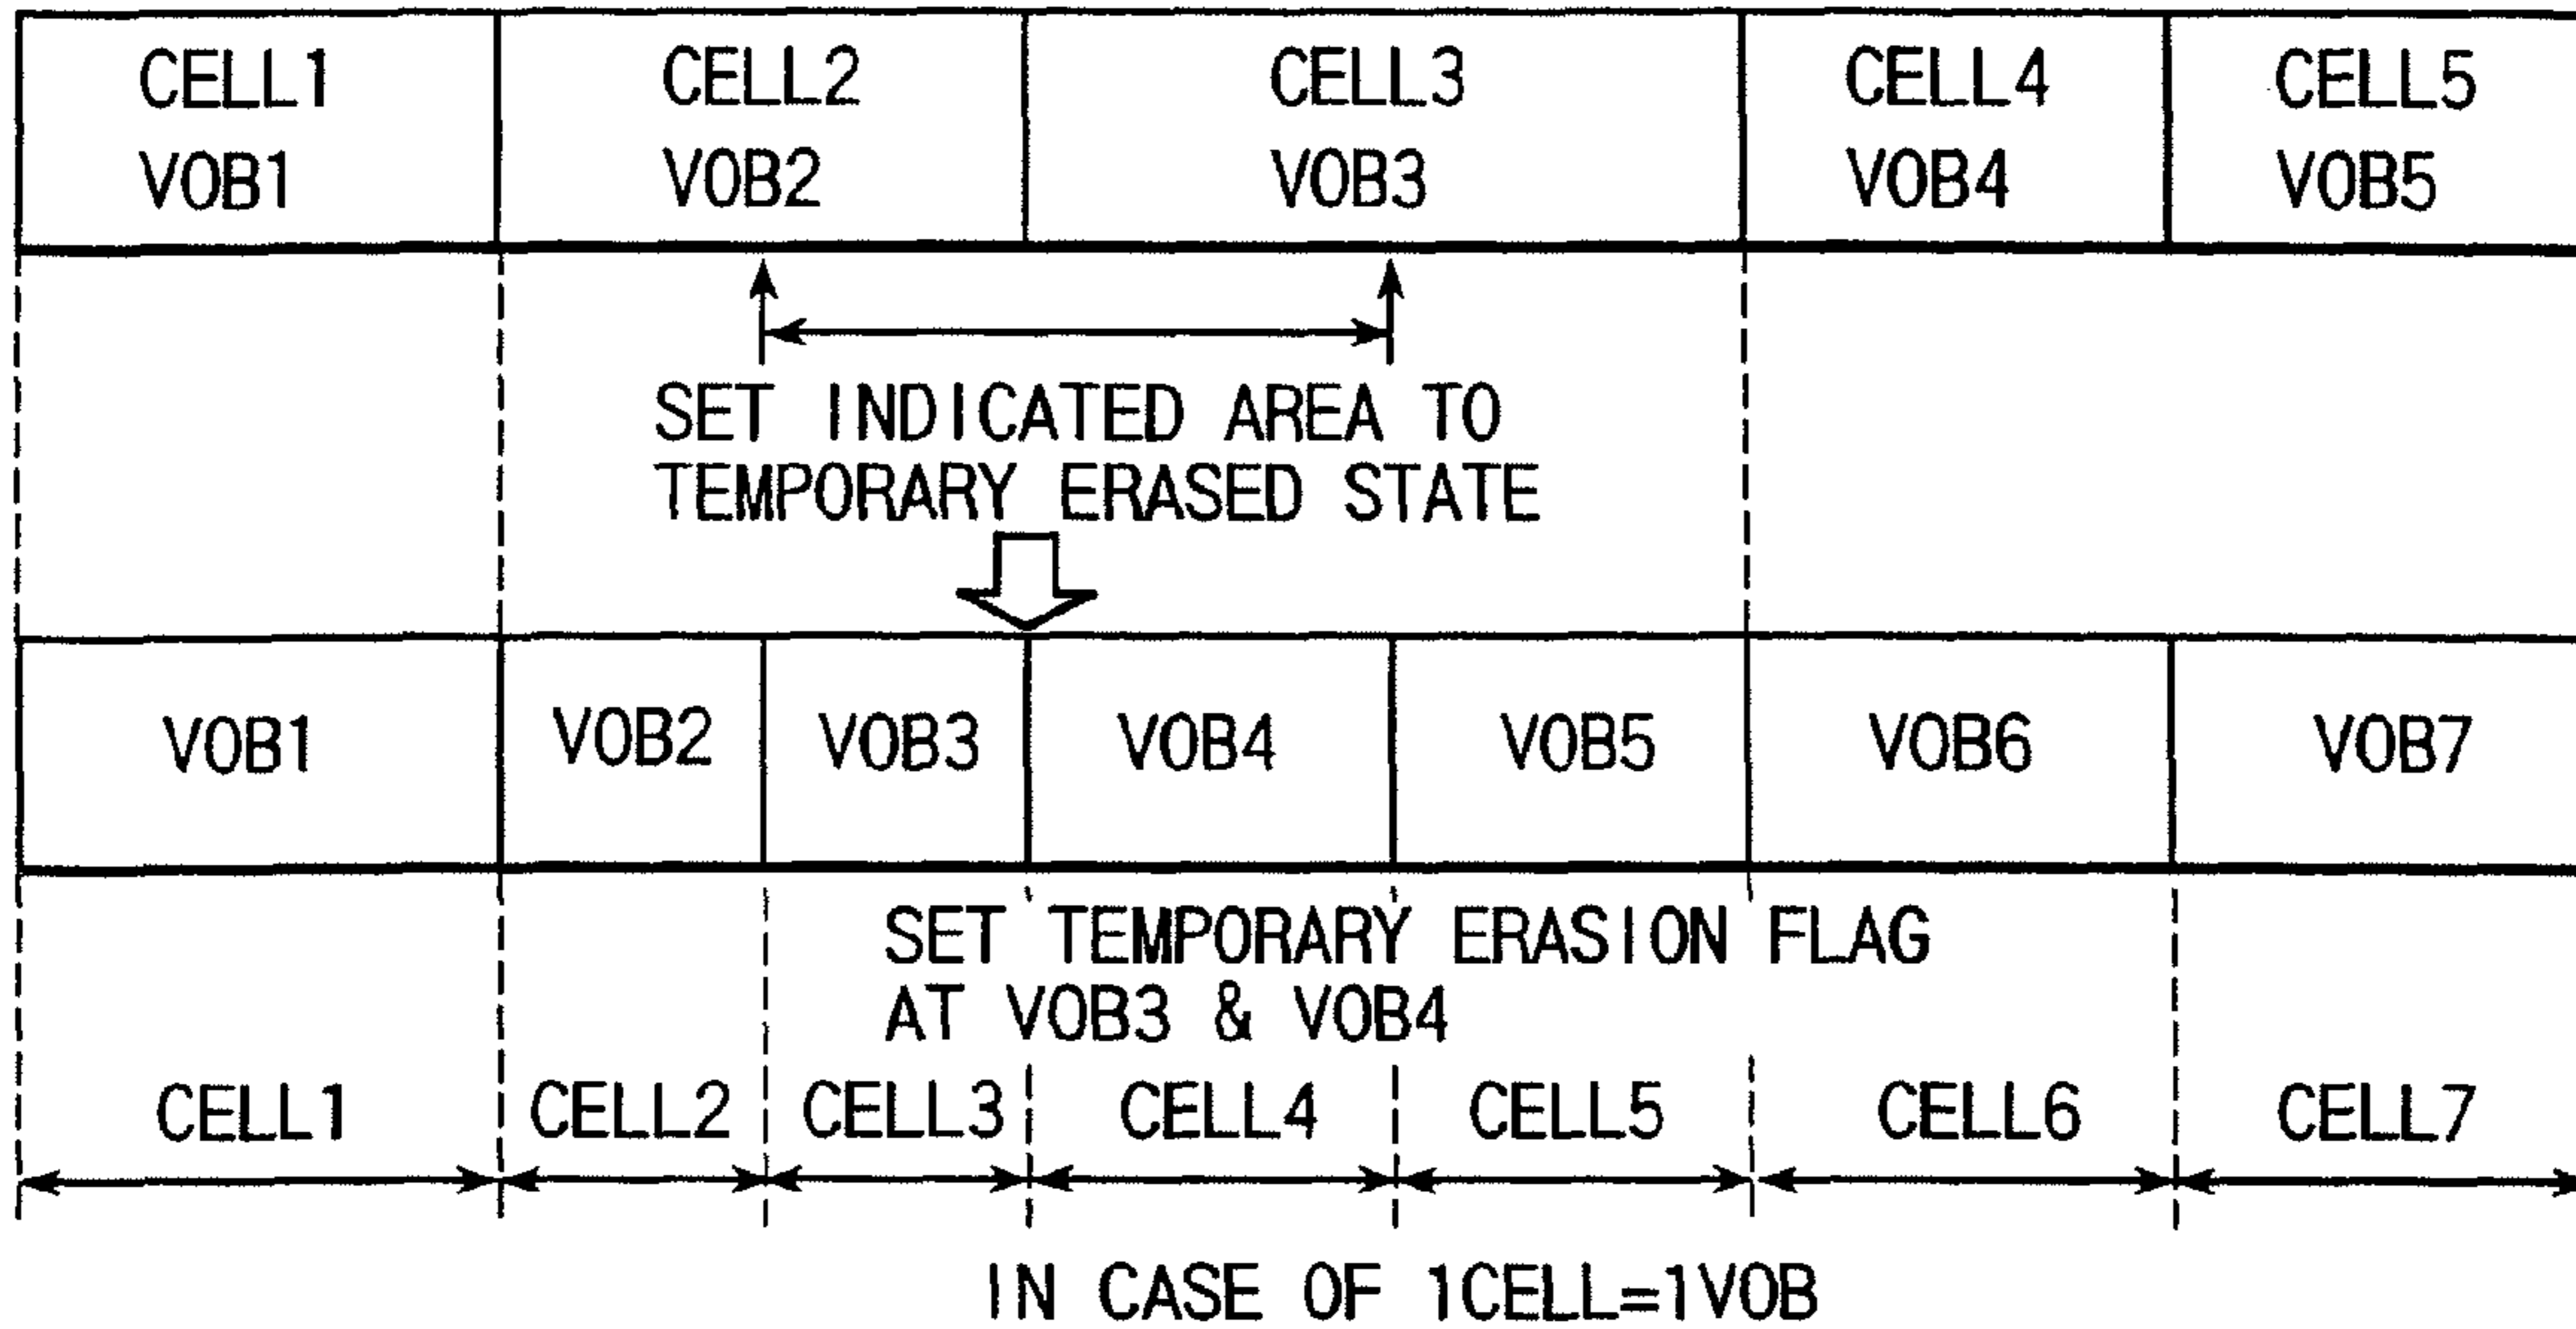 CELL1 CELL2 CELL3 CELL4 CELL5
VOB1 VOB2 VOB3 VOB4 VOB5
SET INDICATED AREA TO
TEMPORARY ERASED STATE
VOB1 VOB2 VOB3 VOB4 VOB5 VOB6 VOB7
SET TEMPORARY ERASION FLAG
AT VOB3 & VOB4
CELL1 CELL2 CELL3 CELL4 CELL5 CELL6 CELL7
IN CASE OF 1CELL=1VOB